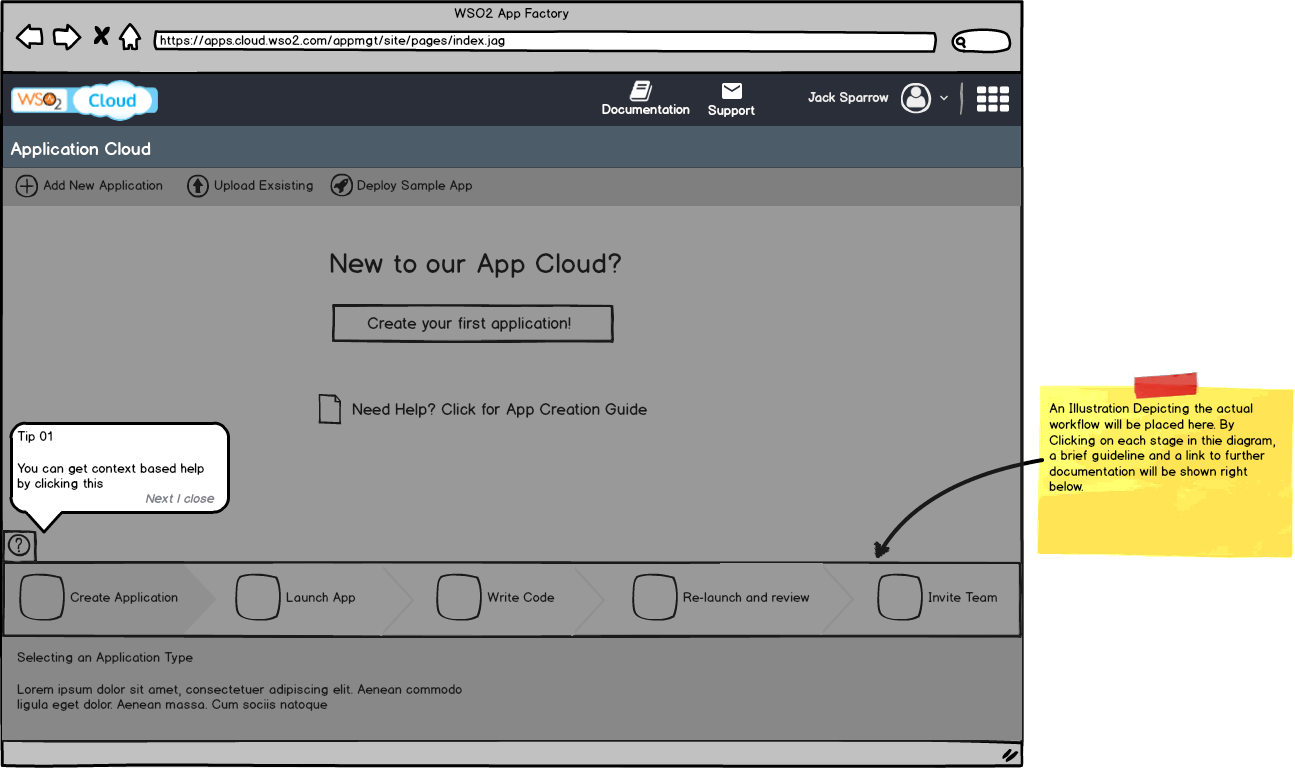 WSO2 App Factory
https://apps.cloud.wso2.com/appmgt/site/pages/index.jag
WSO2 Cloud
Documentation
Support
Jack Sparrow
Application Cloud
Add New Application
Upload Exsisting
Deploy Sample App
New to our App Cloud?
Create your first application!
Need Help? Click for App Creation Guide
Tip 01
You can get context based help
by clicking this
Next I close
?
Create Application
Launch App
Write Code
Re-launch and review
Invite Team
Selecting an Application Type
Lorem ipsum dolor sit amet, consectetuer adipiscing elit. Aenean commodo
ligula eget dolor. Aenean massa. Cum sociis natoque
An Illustration Depicting the actual
workflow will be placed here. By
Clicking on each stage in thie diagram,
a brief guideline and a link to further
documentation will be shown right
below.